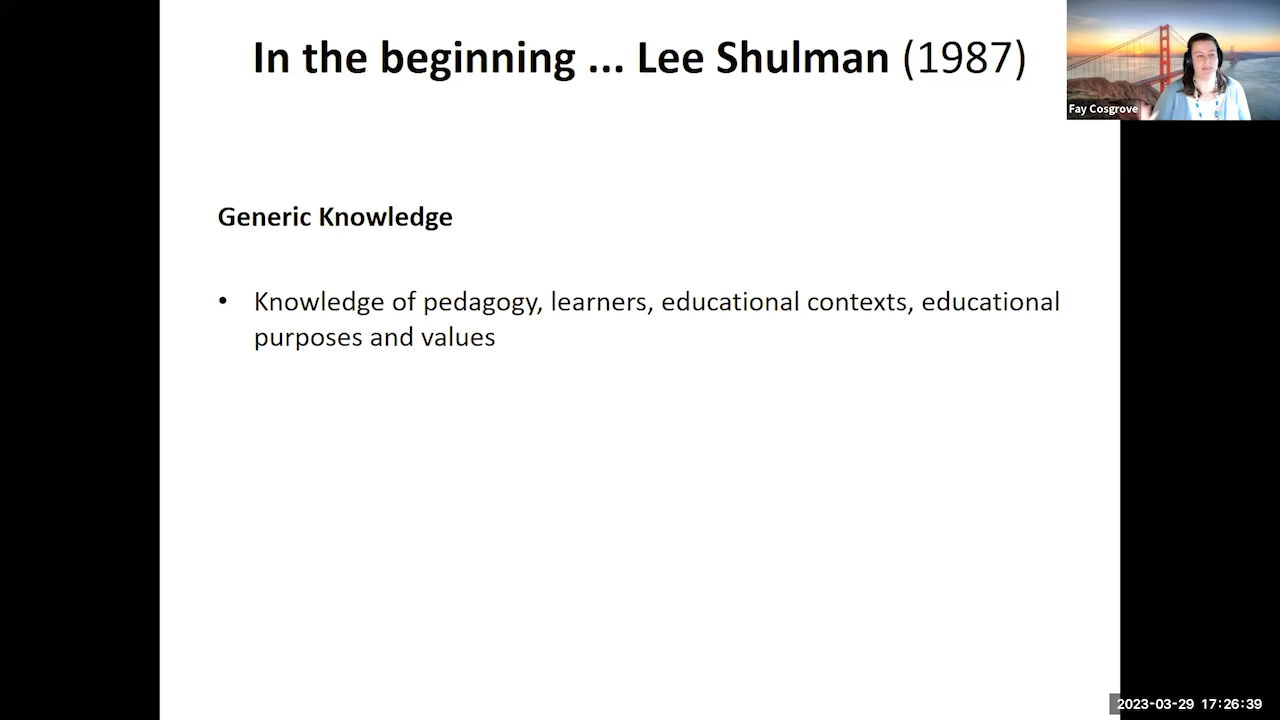 In the beginning ... Lee Shulman (1987)
Fay Cosgrove
Generic Knowledge
• Knowledge of pedagogy, learners, educational contexts, educational
purposes and values
2023-03-29 17:26:39